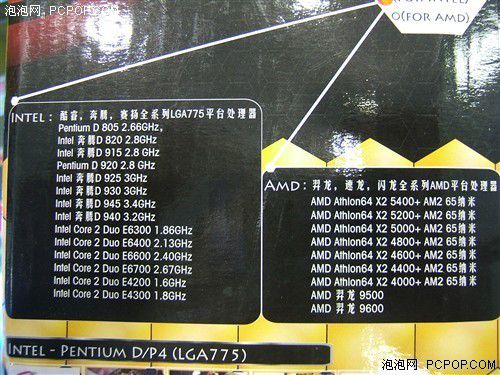 泡泡网 PCPOP.COM
O(FOR AMD)
INTEL：酷睿，奔腾，赛扬全系列LGA775平台处理器
Pentium D 805 2.66GHz,
Intel 奔腾D 820 2.8GHz
Intel 奔腾D 915 2.8 GHz
Pentium D 920 2.8 GHz
Intel 奔腾D 925 3GHz
Intel 奔腾D 930 3GHz
Intel 奔腾D 945 3.4GHz
Intel 奔腾D 940 3.2GHz
Intel Core 2 Duo E6300 1.86GHz
Intel Core 2 Duo E6400 2.13GHz
Intel Core 2 Duo E6600 2.40GHz
Intel Core 2 Duo E6700 2.67GHz
Intel Core 2 Duo E4200 1.6GHz
Intel Core 2 Duo E4300 1.8GHz
AMD：羿龙，速龙，闪龙全系列AMD平台处理器
AMD Athlon64 X2 5400+ AM2 65纳米
AMD Athlon64 X2 5200+ AM2 65纳米
AMD Athlon64 X2 5000+ AM2 65纳米
AMD Athlon64 X2 4800+ AM2 65纳米
AMD Athlon64 X2 4600+ AM2 65纳米
AMD Athlon64 X2 4400+ AM2 65纳米
AMD Athlon64 X2 4000+ AM2 65纳米
AMD 羿龙 9500
AMD 羿龙 9600
INTEL - PENTIUM D/P4 (LGA775)
泡泡网 PCPOP.COM